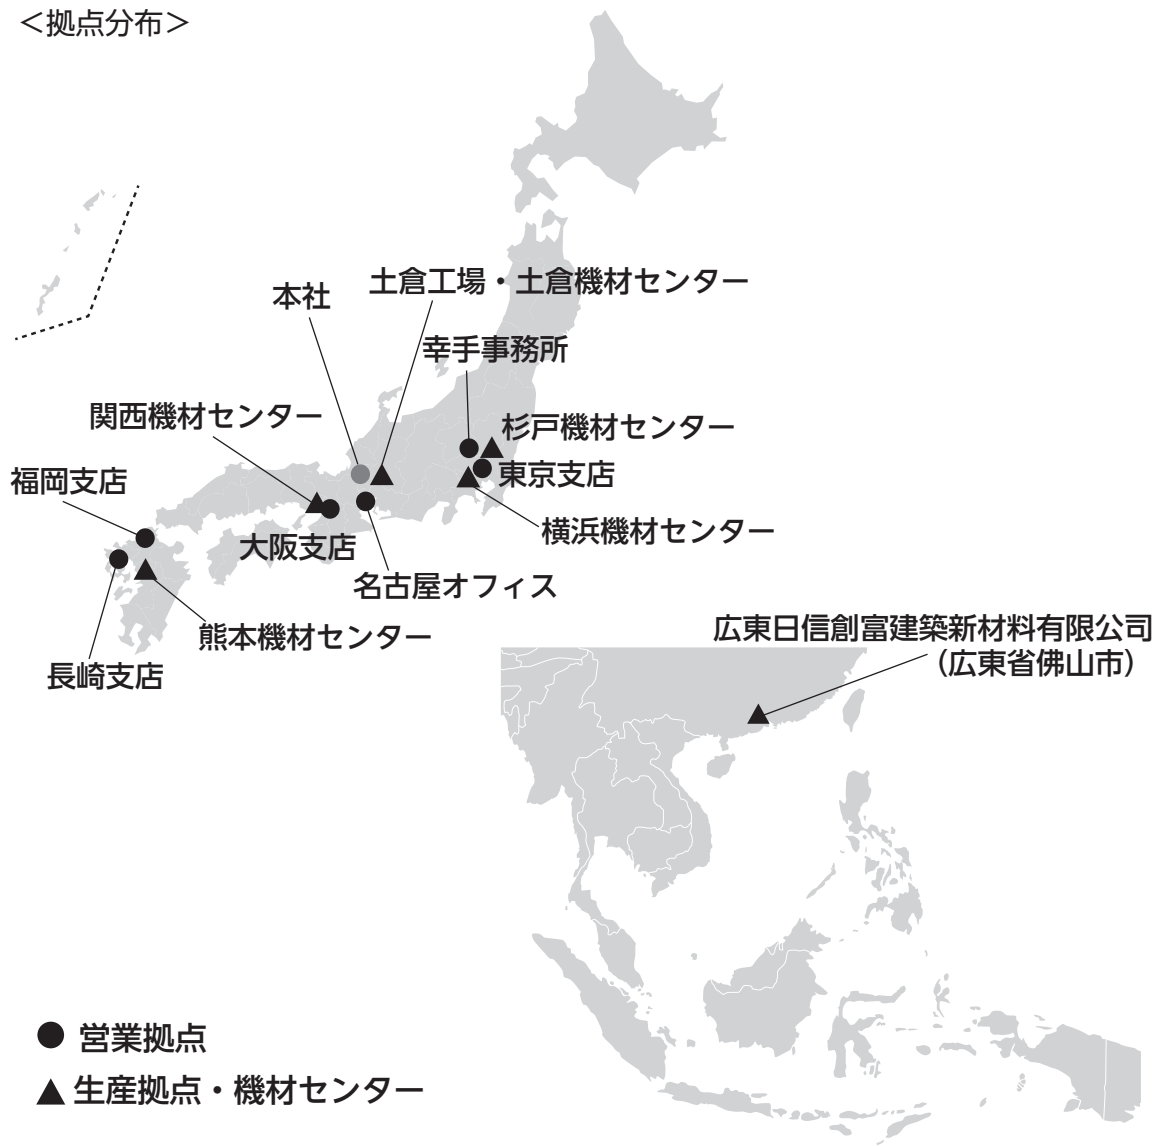 ＜拠点分布＞
土倉工場・土倉機材センター
本社
幸手事務所
関西機材センター
杉戸機材センター
福岡支店
東京支店
横浜機材センター
大阪支店
名古屋オフィス
熊本機材センター
長崎支店
広東日信創富建築新材料有限公司
（広東省佛山市）
● 営業拠点
▲ 生産拠点・機材センター